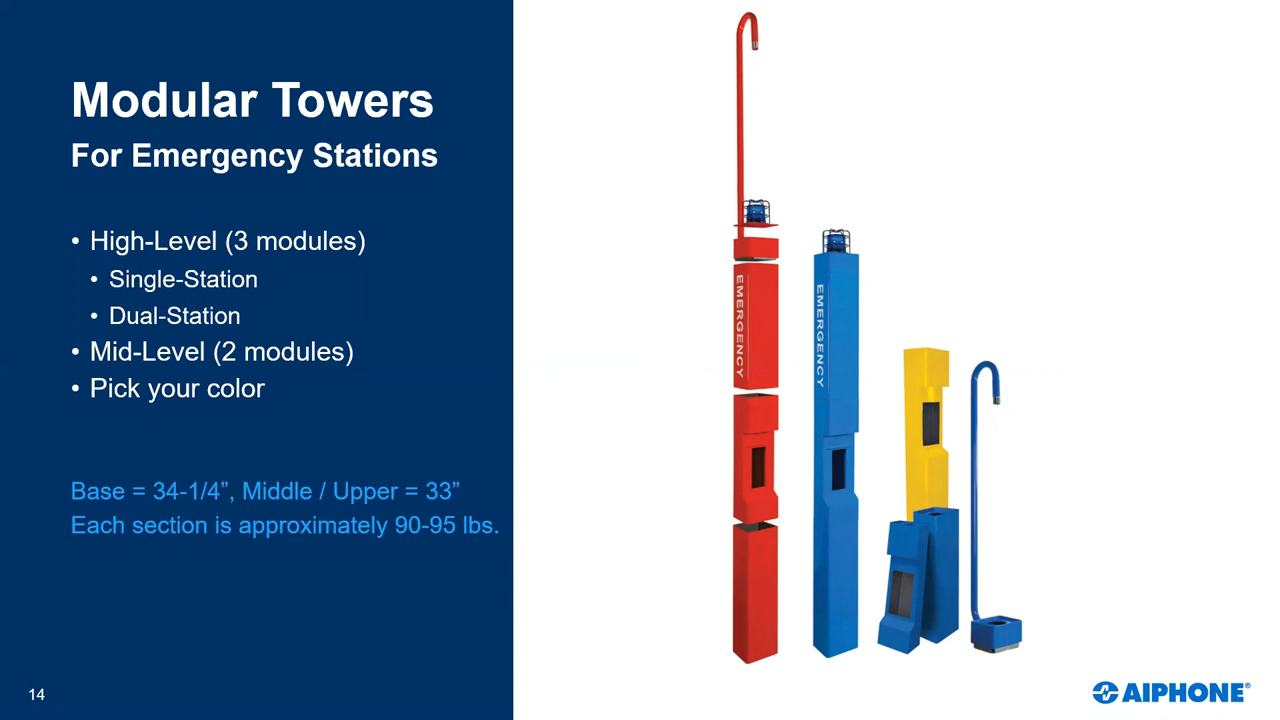 Modular Towers
For Emergency Stations
• High-Level (3 modules)
• Single-Station
• Dual-Station
• Mid-Level (2 modules)
• Pick your color
Base = 34-1/4”, Middle / Upper = 33”
Each section is approximately 90-95 lbs.
14
EMERGENCY
EMERGENCY
AIPHONE®